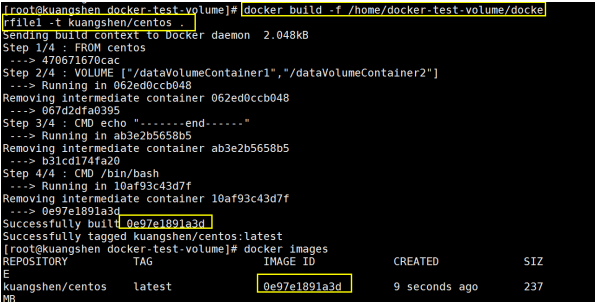 [root@kuangshen docker-test-volume]# docker build -f /home/docker-test-volume/docke
rfile1 -t kuangshen/centos .
Sending build context to Docker daemon  2.048kB
Step 1/4 : FROM centos
 ---> 470671670cac
Step 2/4 : VOLUME ["/dataVolumeContainer1","/dataVolumeContainer2"]
 ---> Running in 062ed0ccb048
Removing intermediate container 062ed0ccb048
 ---> 067d2dfa0395
Step 3/4 : CMD echo "-------end------"
 ---> Running in ab3e2b5658b5
Removing intermediate container ab3e2b5658b5
 ---> b31cd174fa20
Step 4/4 : CMD /bin/bash
 ---> Running in 10af93c43d7f
Removing intermediate container 10af93c43d7f
 ---> 0e97e1891a3d
Successfully built 0e97e1891a3d
Successfully tagged kuangshen/centos:latest
[root@kuangshen docker-test-volume]# docker images
REPOSITORY          TAG                 IMAGE ID            CREATED             SIZ
E
kuangshen/centos    latest              0e97e1891a3d        9 seconds ago       237
MB